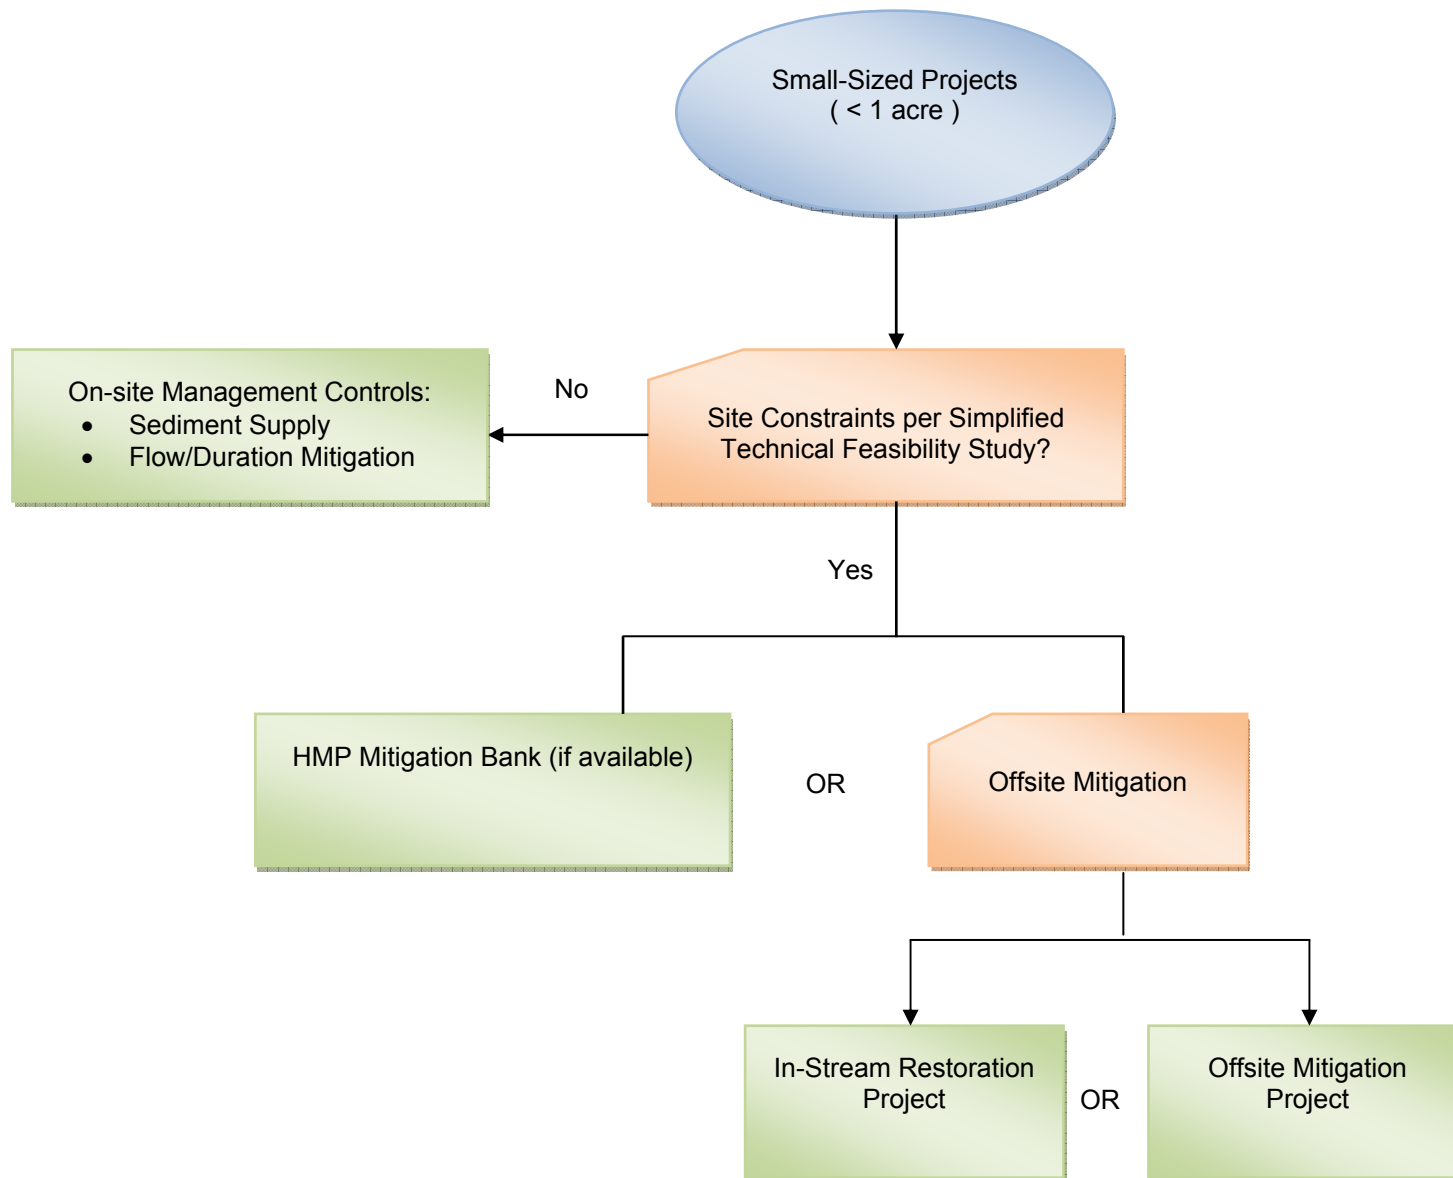 Small-Sized Projects
( < 1 acre )
On-site Management Controls:
• Sediment Supply
• Flow/Duration Mitigation
No
Site Constraints per Simplified
Technical Feasibility Study?
Yes
HMP Mitigation Bank (if available)
OR
Offsite Mitigation
In-Stream Restoration
Project
OR
Offsite Mitigation
Project